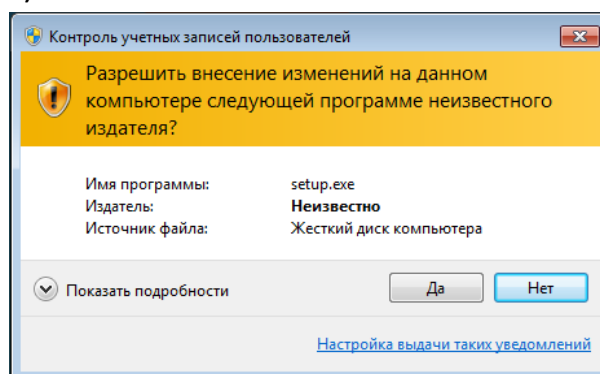 Контроль учетных записей пользователей
Разрешить внесение изменений на данном
компьютере следующей программе неизвестного
издателя?
Имя программы: setup.exe
Издатель: Неизвестно
Источник файла: Жесткий диск компьютера
Показать подробности Да Нет
Настройка выдачи таких уведомлений